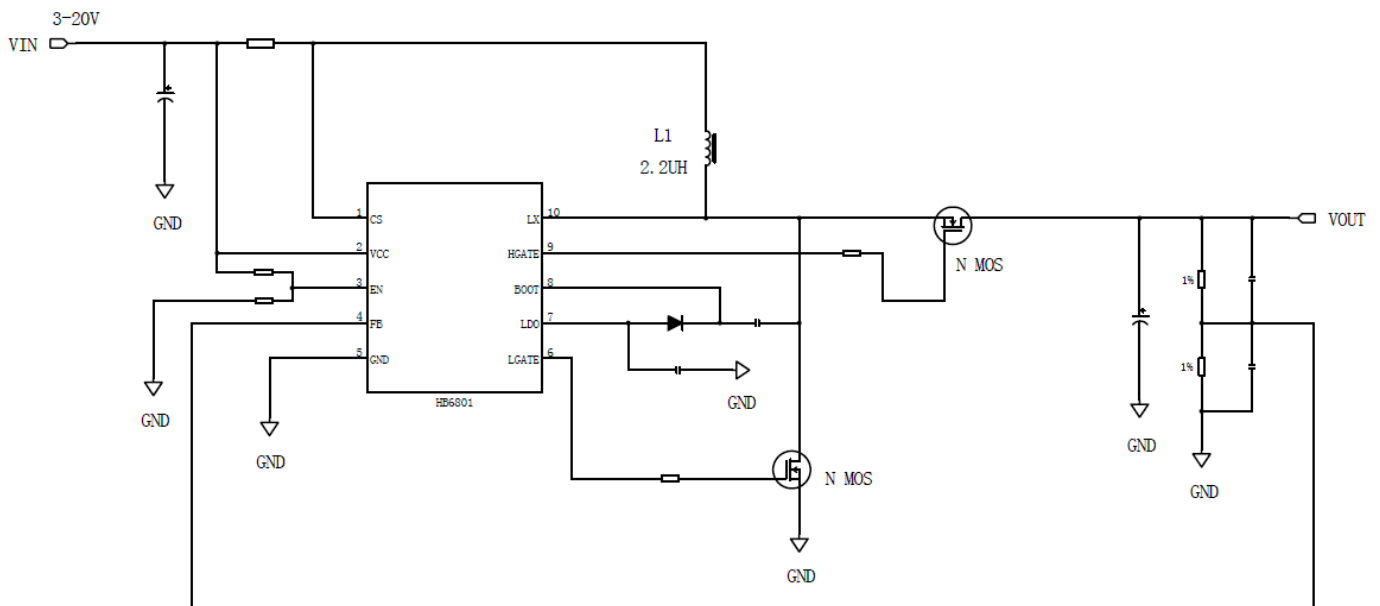 3-20V
VIN
L1
2.2UH
GND
1 CS
LX 10
VOUT
2 VCC
HGATE 9
N MOS
3 EN
BOOT 8
1%
4 FB
LDO 7
5 GND
LGATE 6
1%
HB6801
GND
GND
GND
GND
GND
N MOS
GND
GND